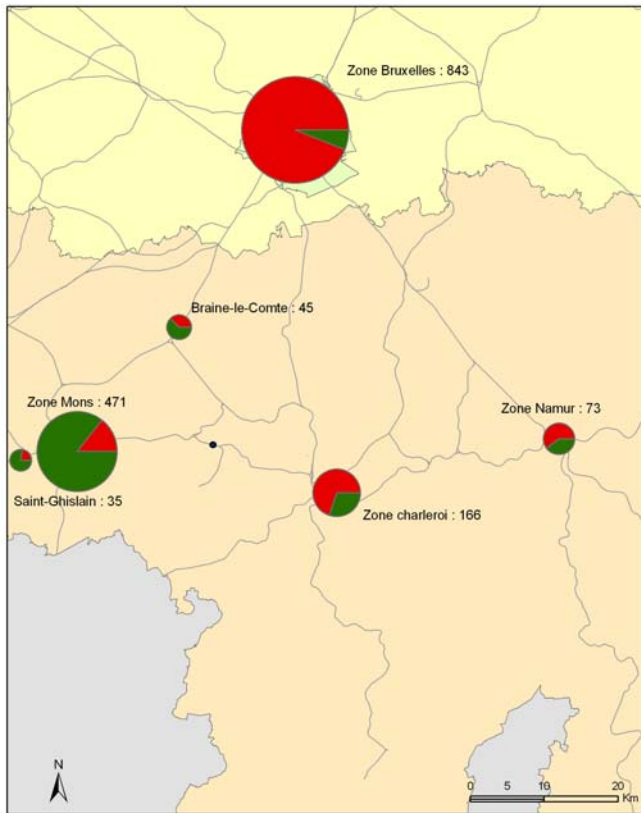 Zone Bruxelles : 843
Braine-le-Comte : 45
Zone Mons : 471
Zone Namur : 73
Saint-Ghislain : 35
Zone charleroi : 166
N
0 5 10 20
Km